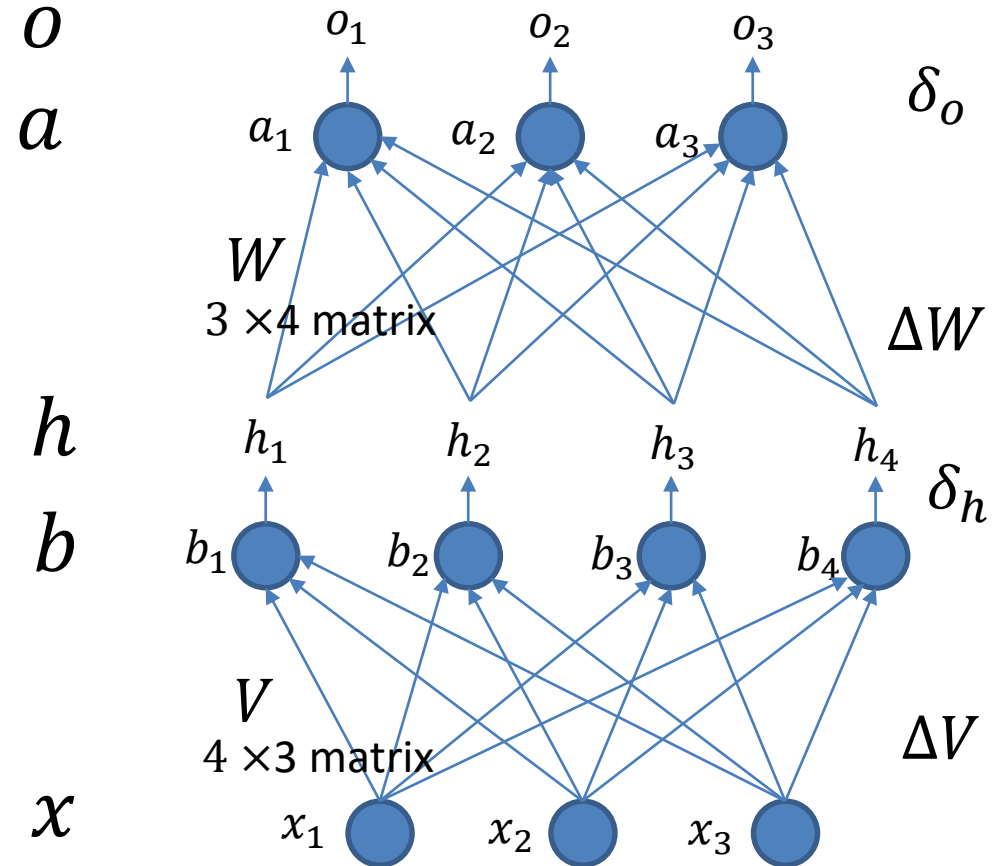 o o₁ o₂ o₃
δₒ
a a₁ a₂ a₃
W
3 ×4 matrix
ΔW
h h₁ h₂ h₃ h₄
δₕ
b b₁ b₂ b₃ b₄
V
4 ×3 matrix
ΔV
x x₁ x₂ x₃